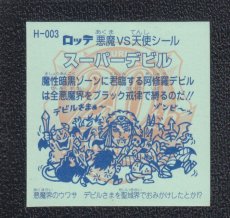 H-003
ロッテ 悪魔VS天使シール
スーパーデビル
魔性暗黒ゾーンに君臨する阿修羅デビル
は全悪魔界をブラック戒律で縛るのだ!!
デビルさまぁ
ゾンビ〜
悪魔界のウワサ デビルさまを聖域界でおみかけしたとか!?